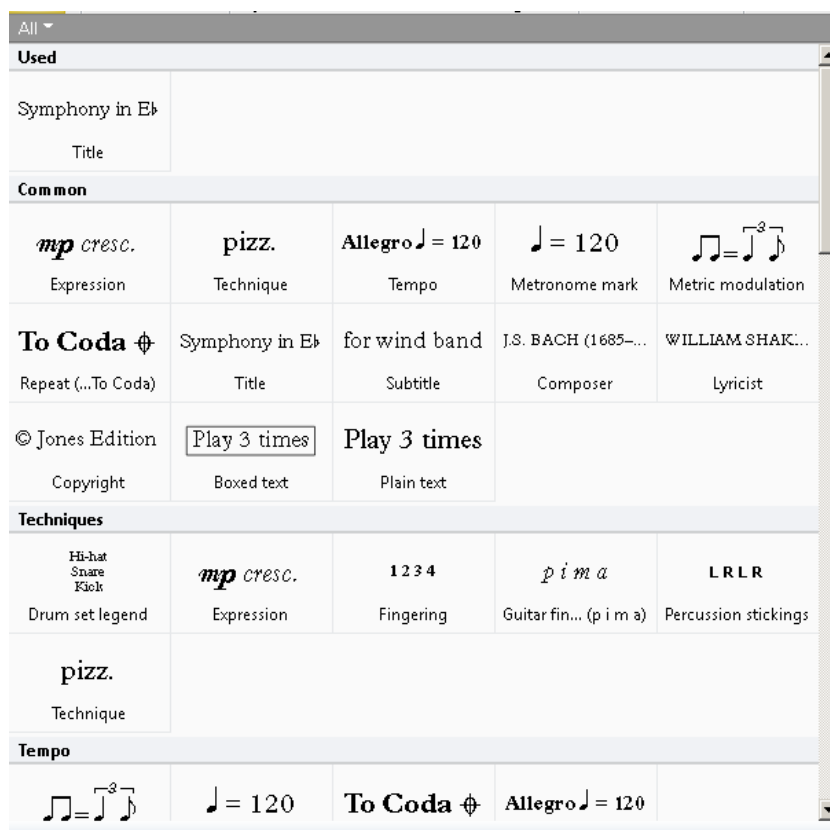 All
Used
Symphony in E♭
Title
Common
mp cresc. pizz. Allegro ♩ = 120 ♩ = 120 ♫=♩ ♪ 3
Expression Technique Tempo Metronome mark Metric modulation
To Coda 𝄌 Symphony in E♭ for wind band J.S. BACH (1685–... WILLIAM SHAK...
Repeat (...To Coda) Title Subtitle Composer Lyricist
© Jones Edition Play 3 times Play 3 times
Copyright Boxed text Plain text
Techniques
Hi-hat
Snare
Kick
mp cresc. 1 2 3 4 p i m a L R L R
Drum set legend Expression Fingering Guitar fin... (p i m a) Percussion stickings
pizz.
Technique
Tempo
♫=♩ ♪ 3 ♩ = 120 To Coda 𝄌 Allegro ♩ = 120